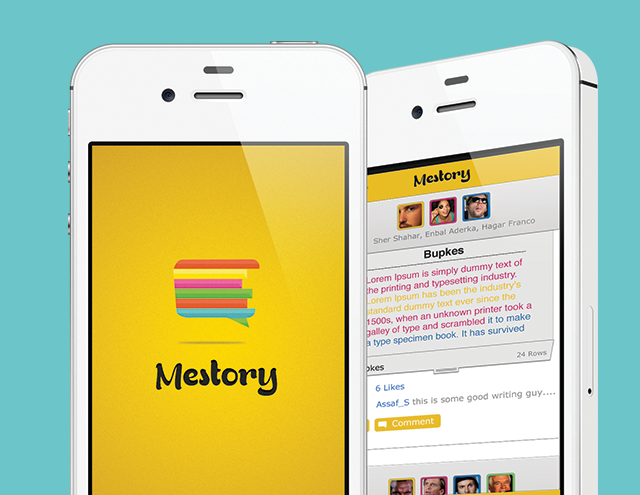 Mestory
Mestory
Sher Shahar, Enbal Aderka, Hagar Franco
Bupkes
Lorem Ipsum is simply dummy text of
the printing and typesetting industry.
Lorem Ipsum has been the industry's
standard dummy text ever since the
1500s, when an unknown printer took a
galley of type and scrambled it to make
a type specimen book. It has survived
24 Rows
6 Likes
Assaf_S this is some good writing guy....
Comment